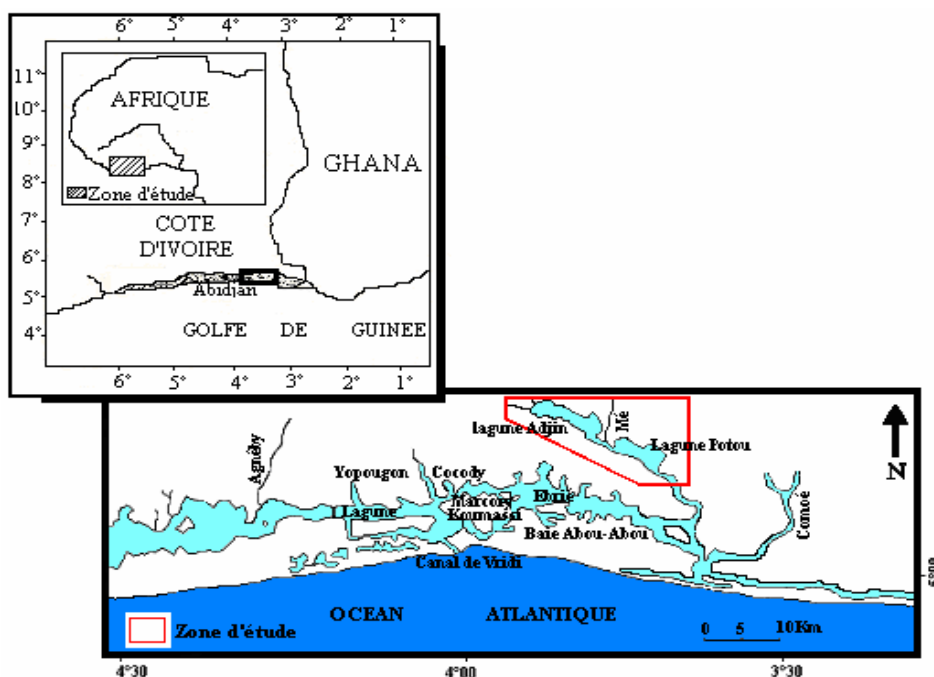 6° 5° 4° 3° 2° 1°
11°
10°
9°
8°
7°
6°
5°
4°
AFRIQUE
Zone d'étude
GHANA
COTE
D'IVOIRE
Abidjan
GOLFE DE GUINEE
6° 5° 4° 3° 2° 1°
Mé
lagune Adjin
Lagune Potou
N
Agnéby
Yopougon
Cocody
Marcory
Ebrié
Lagune
Koumassi
Baie Abou-Abou
Comoé
Canal de Vridi
OCEAN ATLANTIQUE
Zone d'étude
0 5 10Km
4°30 4°00 3°30